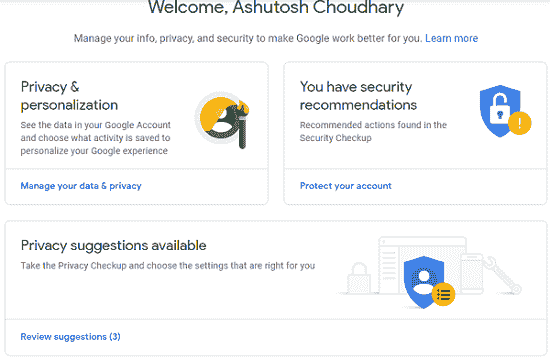 Welcome, Ashutosh Choudhary
Manage your info, privacy, and security to make Google work better for you. Learn more
Privacy &
personalization
See the data in your Google Account
and choose what activity is saved to
personalize your Google experience
Manage your data & privacy
You have security
recommendations
Recommended actions found in the
Security Checkup
Protect your account
Privacy suggestions available
Take the Privacy Checkup and choose the settings that are right for you
Review suggestions (3)